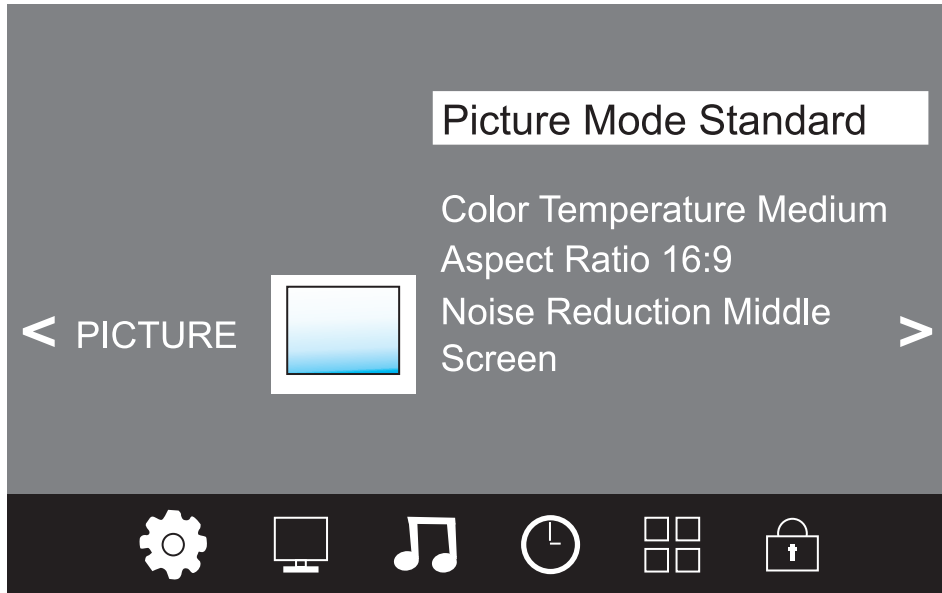 Picture Mode Standard
Color Temperature Medium
Aspect Ratio 16:9
< PICTURE
Noise Reduction Middle
>
Screen